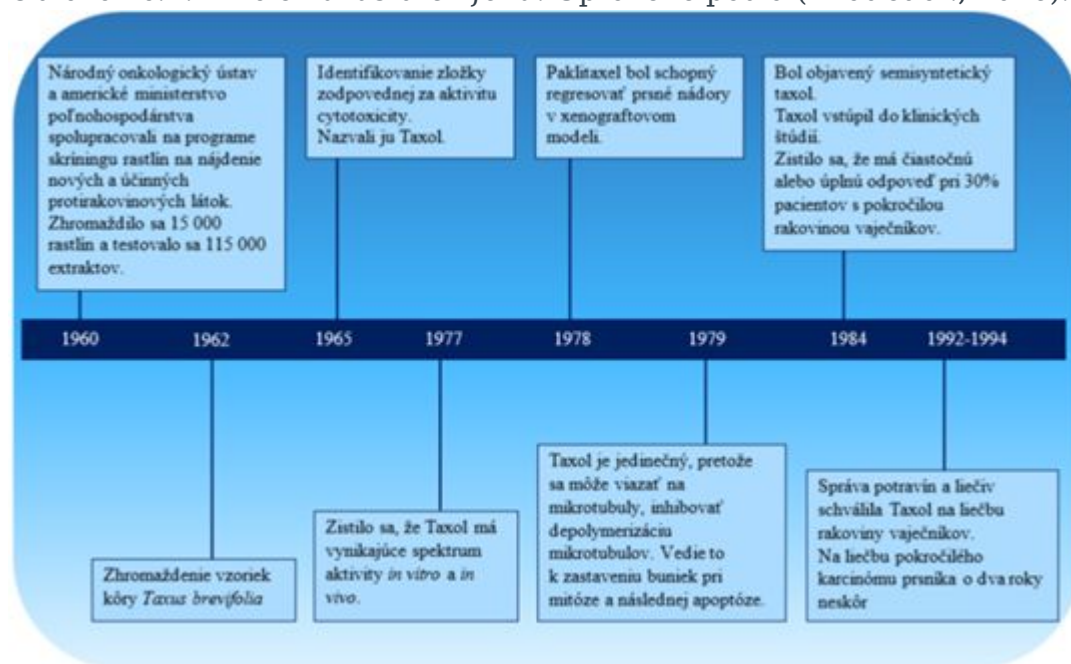 Národný onkologický ústav
a americké ministerstvo
poľnohospodárstva
spolupracovali na programe
skríningu rastlín na nájdenie
nových a účinných
protirakovinových látok.
Zhromaždilo sa 15 000
rastlín a testovalo sa 115 000
extraktov.
Identifikovanie zložky
zodpovednej za aktivitu
cytotoxicity.
Nazvali ju Taxol.
Paklitaxel bol schopný
regresovať prsné nádory
v xenograftovom
modeli.
Bol objavený semisyntetický
taxol.
Taxol vstúpil do klinických
štúdií.
Zistilo sa, že má čiastočnú
alebo úplnú odpoveď pri 30%
pacientov s pokročilou
rakovinou vaječníkov.
1960 1962 1965 1977 1978 1979 1984 1992-1994
Zhromaždenie vzoriek
kôry Taxus brevifolia
Zistilo sa, že Taxol má
vynikajúce spektrum
aktivity in vitro a in
vivo.
Taxol je jedinečný, pretože
sa môže viazať na
mikrotubuly, inhibovať
depolymerizáciu
mikrotubulov. Vedie to
k zastaveniu buniek pri
mitóze a následnej apoptóze.
Správa potravín a liečiv
schválila Taxol na liečbu
rakoviny vaječníkov.
Na liečbu pokročilého
karcinómu prsníka o dva roky
neskôr